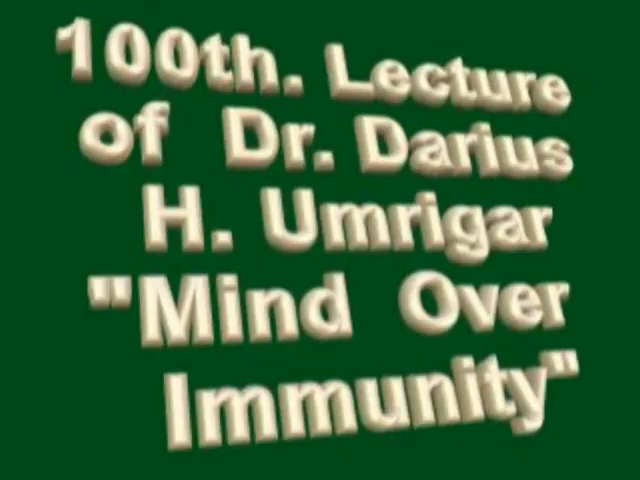 100th. Lecture
of Dr. Darius
H. Umrigar
"Mind Over
Immunity"